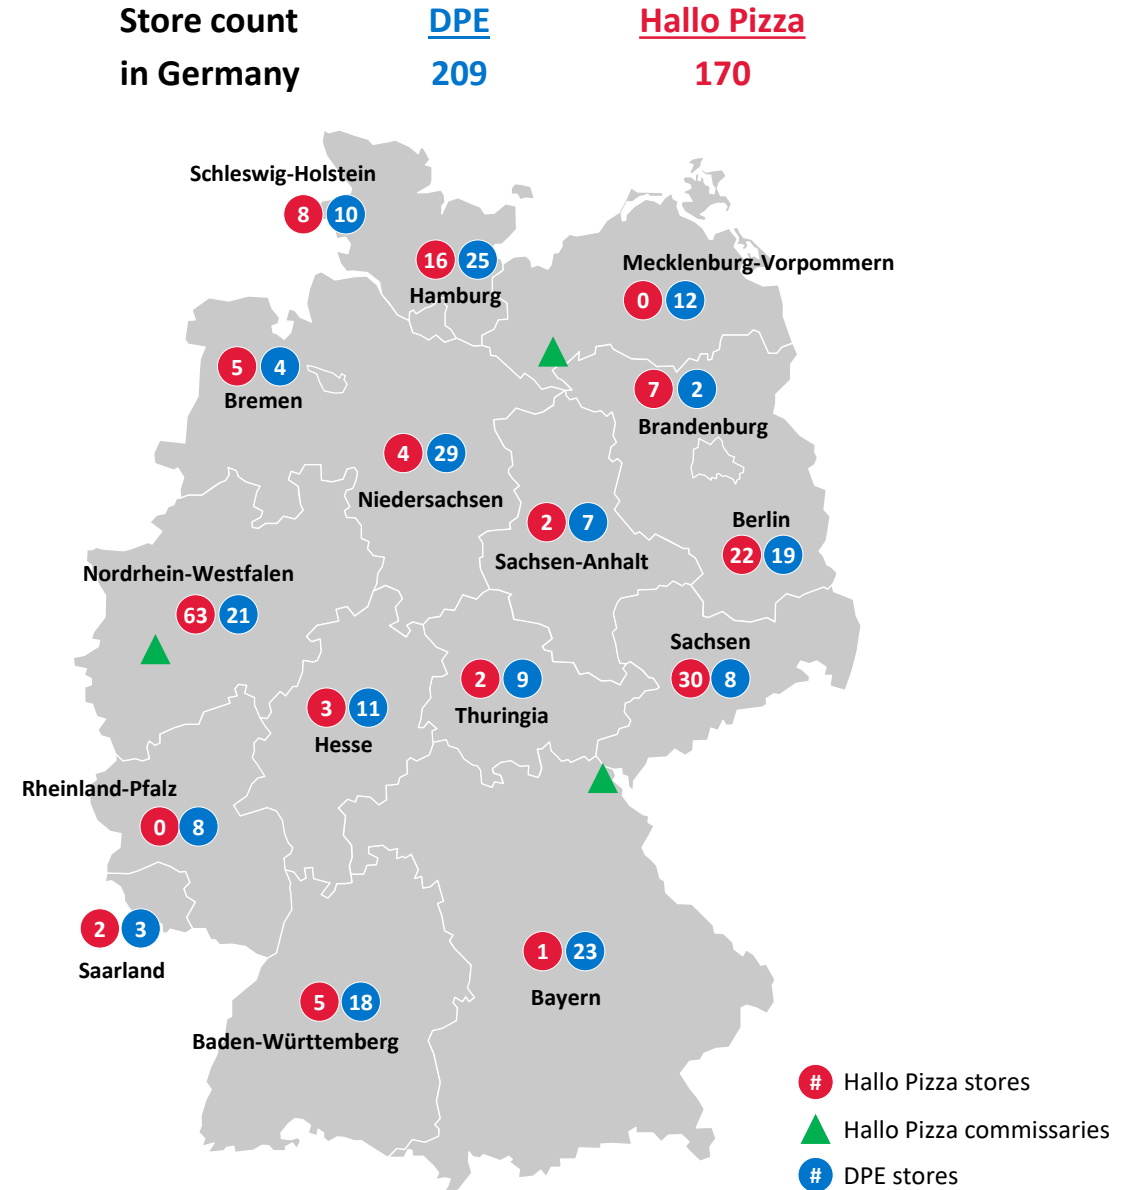 Store count DPE Hallo Pizza
in Germany 209 170
Schleswig-Holstein
8 10
16 25
Hamburg
Mecklenburg-Vorpommern
0 12
5 4
Bremen
7 2
Brandenburg
4 29
Niedersachsen
2 7
Sachsen-Anhalt
Berlin
22 19
Nordrhein-Westfalen
63 21
Sachsen
30 8
2 9
Thuringia
3 11
Hesse
Rheinland-Pfalz
0 8
2 3
Saarland
1 23
Bayern
5 18
Baden-Württemberg
# Hallo Pizza stores
Hallo Pizza commissaries
# DPE stores